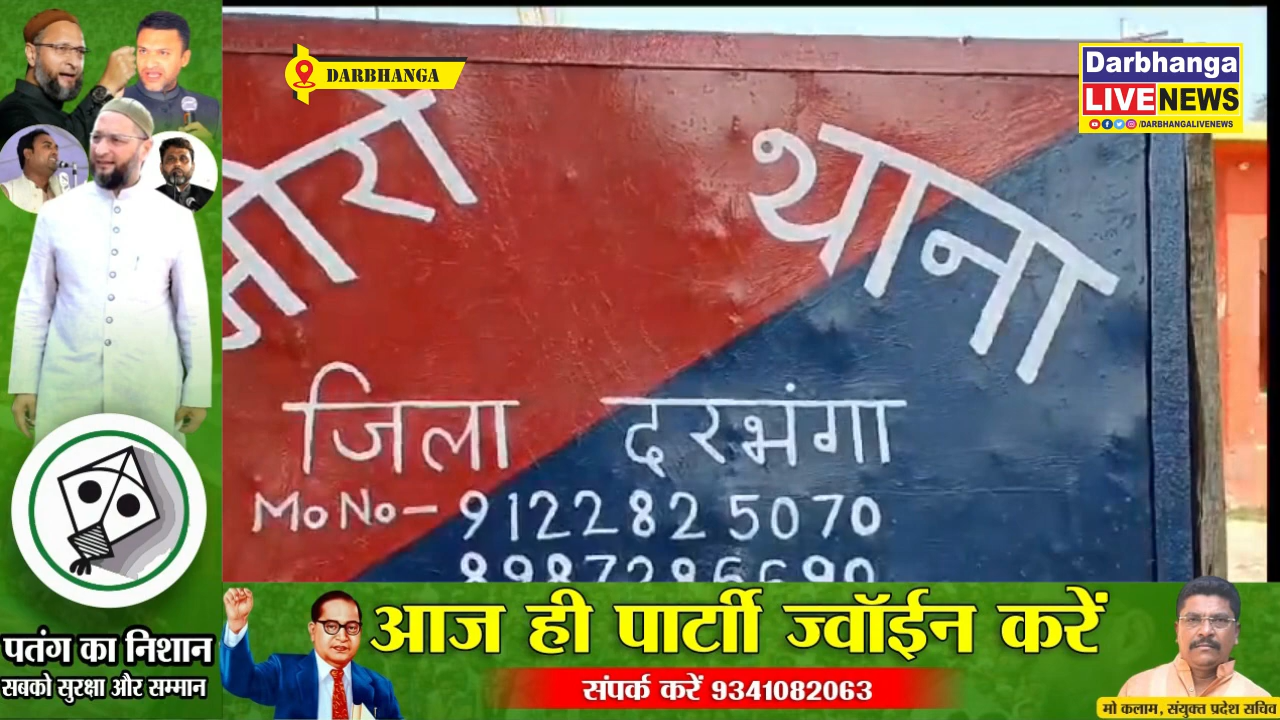 DARBHANGA
Darbhanga
LIVE NEWS
/DARBHANGALIVENEWS
थाना
जिला दरभंगा
Mo No- 9122825070
पतंग का निशान
सबको सुरक्षा और सम्मान
आज ही पार्टी ज्वॉईन करें
संपर्क करें 9341082063
मो कलाम, संयुक्त प्रदेश सचिव